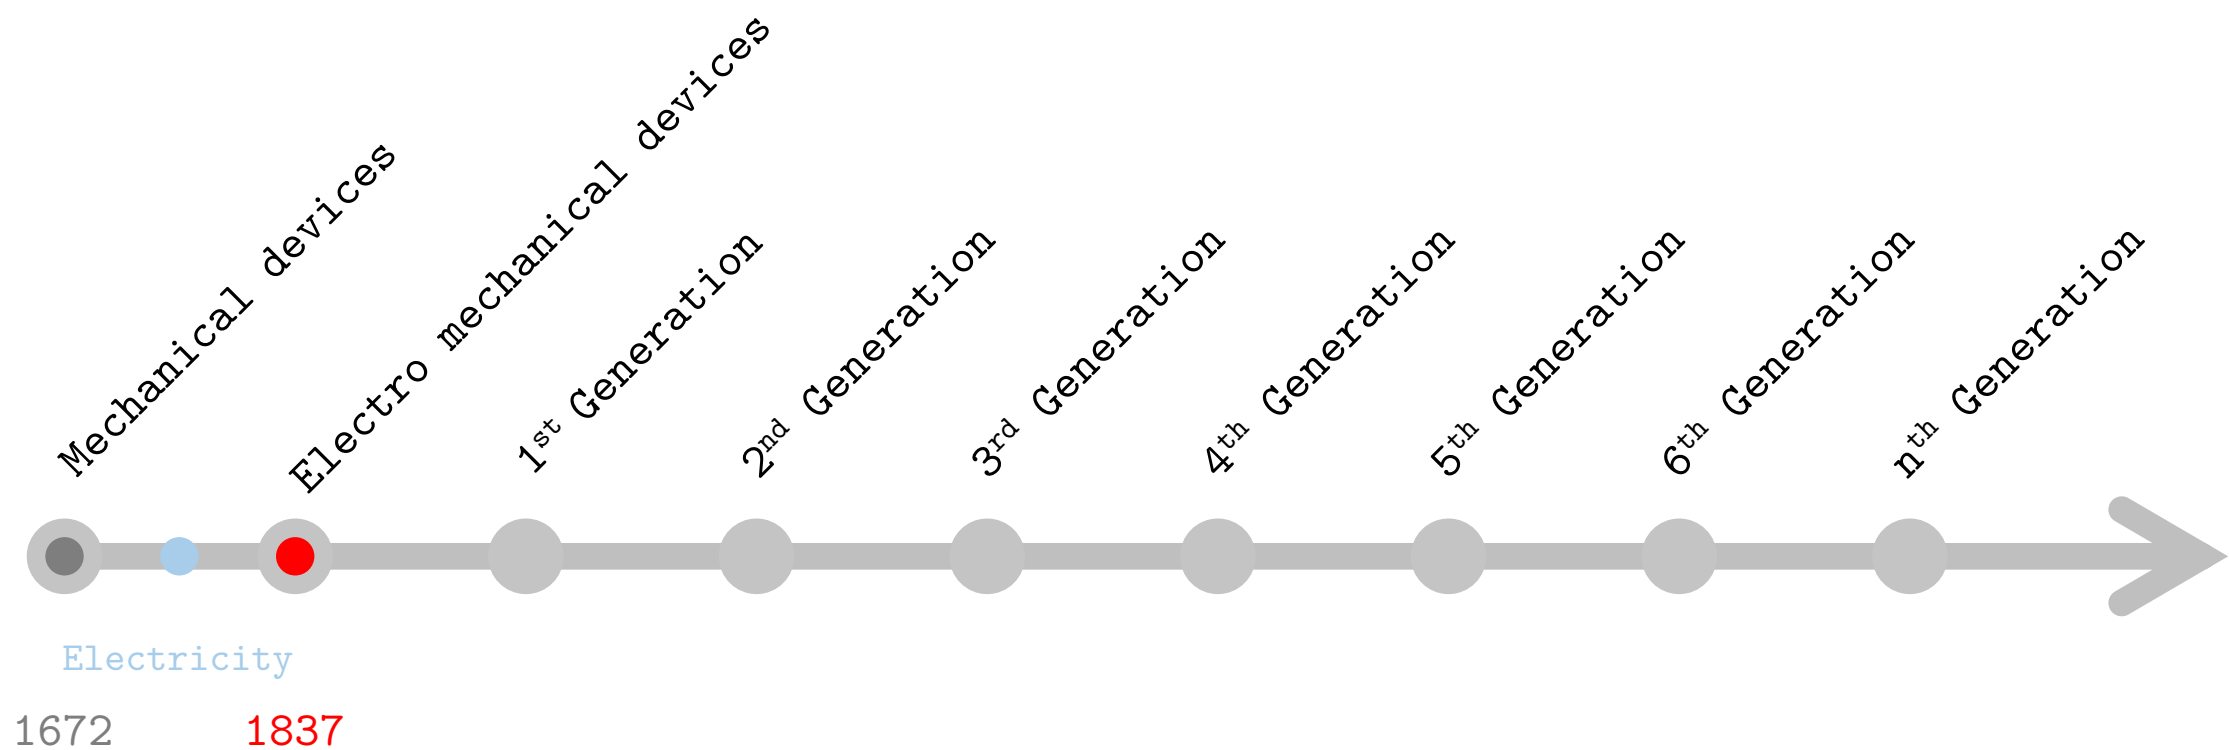 Mechanical devices
Electro mechanical devices
1st Generation
2nd Generation
3rd Generation
4th Generation
5th Generation
6th Generation
nth Generation
Electricity
1672
1837